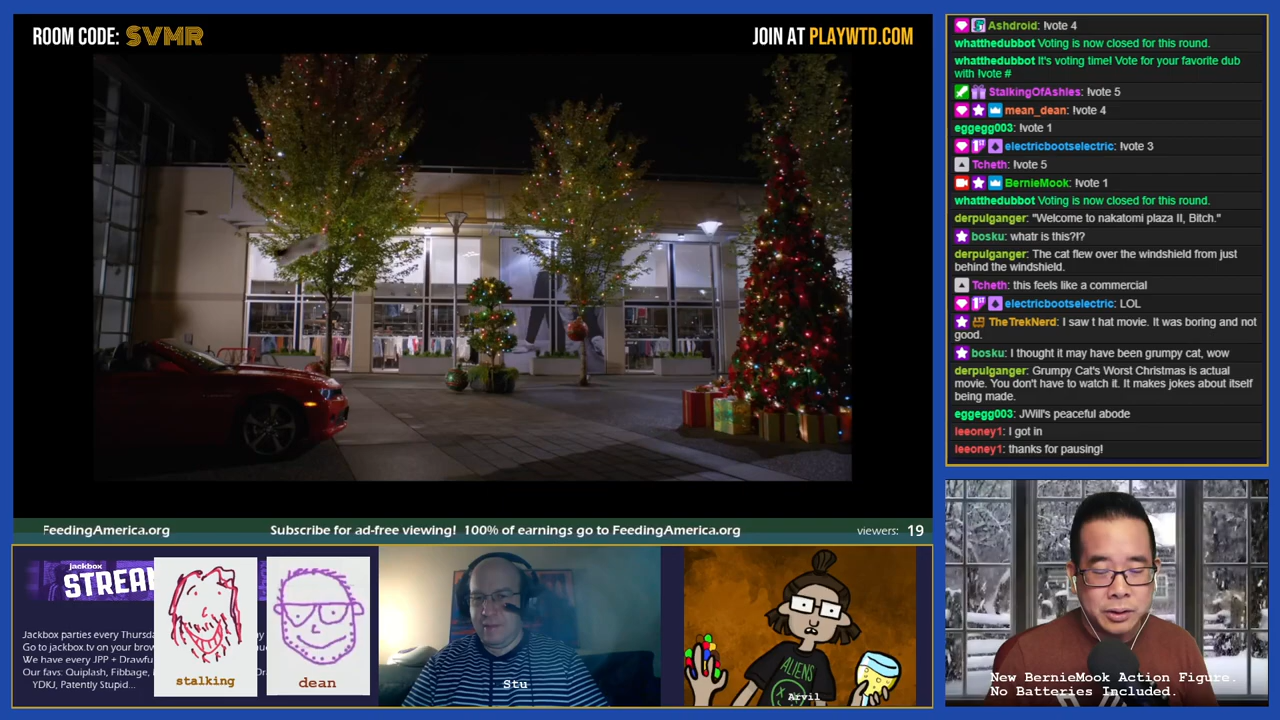 ROOM CODE: SVMR
JOIN AT PLAYWTD.COM
Ashdroid: !vote 4
whatthedubbot Voting is now closed for this round.
whatthedubbot It's voting time! Vote for your favorite dub
with !vote #
StalkingOfAshles: !vote 5
mean_dean: !vote 4
eggegg003: !vote 1
electricbootselectric: !vote 3
Tcheth: !vote 5
BernieMook: !vote 1
whatthedubbot Voting is now closed for this round.
derpulganger: "Welcome to nakatomi plaza II, Bitch."
bosku: whatr is this?!?
derpulganger: The cat flew over the windshield from just
behind the windshield.
Tcheth: this feels like a commercial
electricbootselectric: LOL
TheTrekNerd: I saw t hat movie. It was boring and not
good.
bosku: I thought it may have been grumpy cat, wow
derpulganger: Grumpy Cat's Worst Christmas is actual
movie. You don't have to watch it. It makes jokes about itself
being made.
eggegg003: JWill's peaceful abode
leeoney1: I got in
leeoney1: thanks for pausing!
FeedingAmerica.org
Subscribe for ad-free viewing! 100% of earnings go to FeedingAmerica.org
viewers: 19
jackbox
STREA
Jackbox parties every Thursda
Go to jackbox.tv on your brow
We have every JPP + Drawfu
Our favs: Quiplash, Fibbage,
YDKJ, Patently Stupid...
stalking
dean
Stu
ALIENS
Arvil
New BernieMook Action Figure.
No Batteries Included.